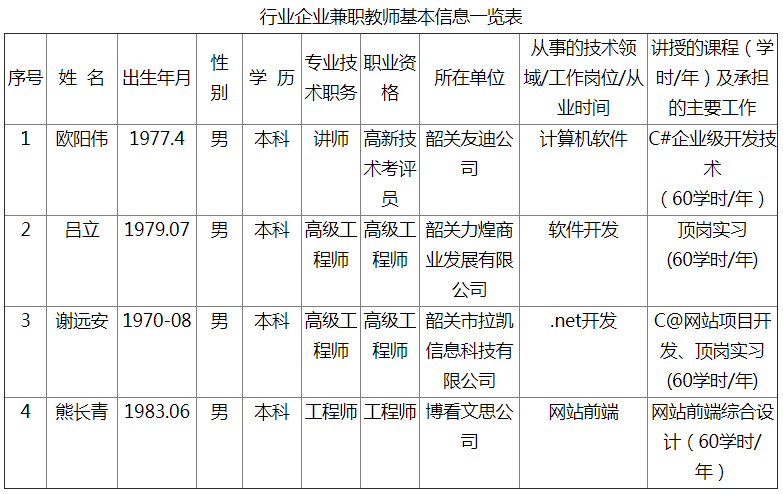 行业企业兼职教师基本信息一览表
序号 姓 名 出生年月 性别 学 历 专业技术职务 职业资格 所在单位 从事的技术领域/工作岗位/从业时间 讲授的课程（学时/年）及承担的主要工作
1 欧阳伟 1977.4 男 本科 讲师 高新技术考评员 韶关友迪公司 计算机软件 C#企业级开发技术（60学时/年）
2 吕立 1979.07 男 本科 高级工程师 高级工程师 韶关力煌商业发展有限公司 软件开发 顶岗实习(60学时/年)
3 谢远安 1970-08 男 本科 高级工程师 高级工程师 韶关市拉凯信息科技有限公司 .net开发 C@网站项目开发、顶岗实习(60学时/年)
4 熊长青 1983.06 男 本科 工程师 工程师 博看文思公司 网站前端 网站前端综合设计（60学时/年）